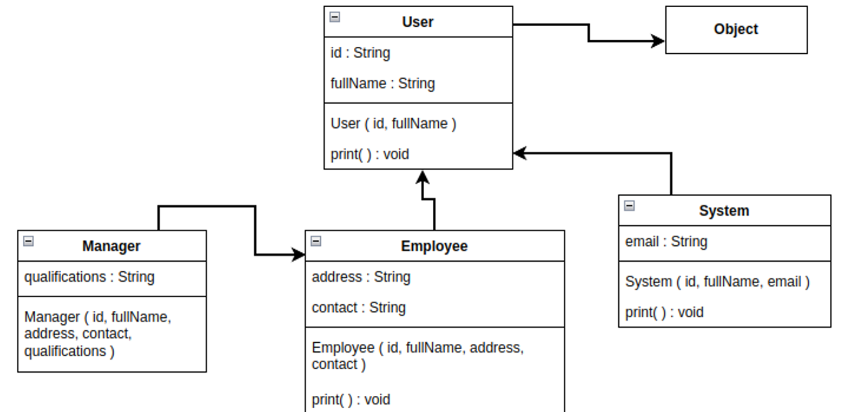 User
id : String
fullName : String
User ( id, fullName )
print( ) : void
Object
System
email : String
System ( id, fullName, email )
print( ) : void
Manager
qualifications : String
Manager ( id, fullName,
address, contact,
qualifications )
Employee
address : String
contact : String
Employee ( id, fullName, address,
contact )
print( ) : void